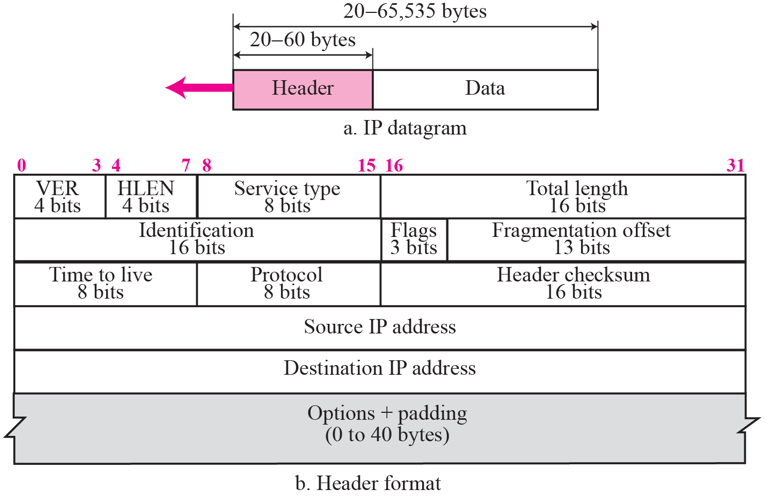 20–65,535 bytes
20–60 bytes
Header
Data
a. IP datagram
0 3 4 7 8 15 16 31
VER HLEN Service type Total length
4 bits 4 bits 8 bits 16 bits
Identification Flags Fragmentation offset
16 bits 3 bits 13 bits
Time to live Protocol Header checksum
8 bits 8 bits 16 bits
Source IP address
Destination IP address
Options + padding
(0 to 40 bytes)
b. Header format